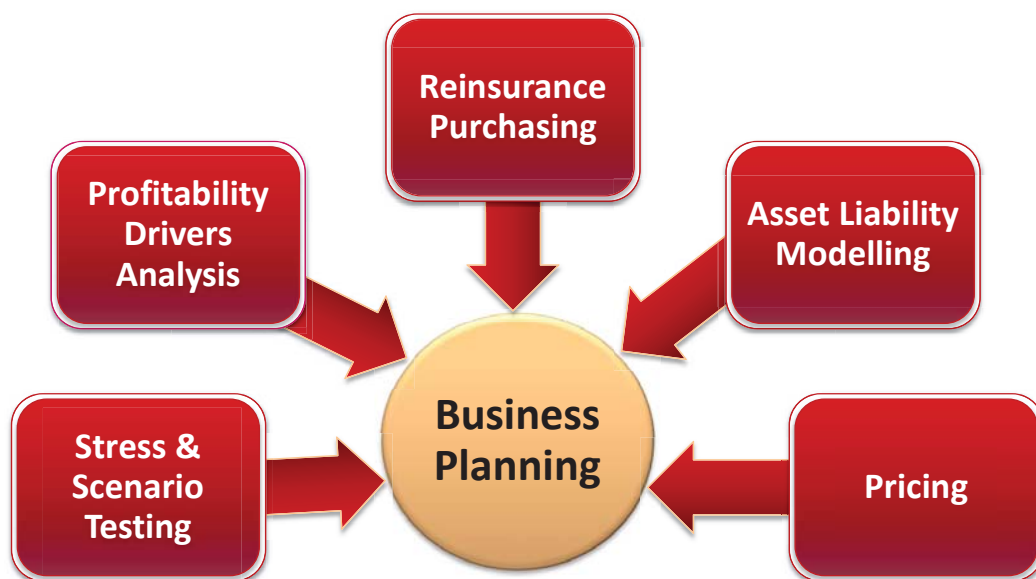 Reinsurance
Purchasing
Profitability
Drivers
Analysis
Asset Liability
Modelling
Business
Planning
Stress &
Scenario
Testing
Pricing